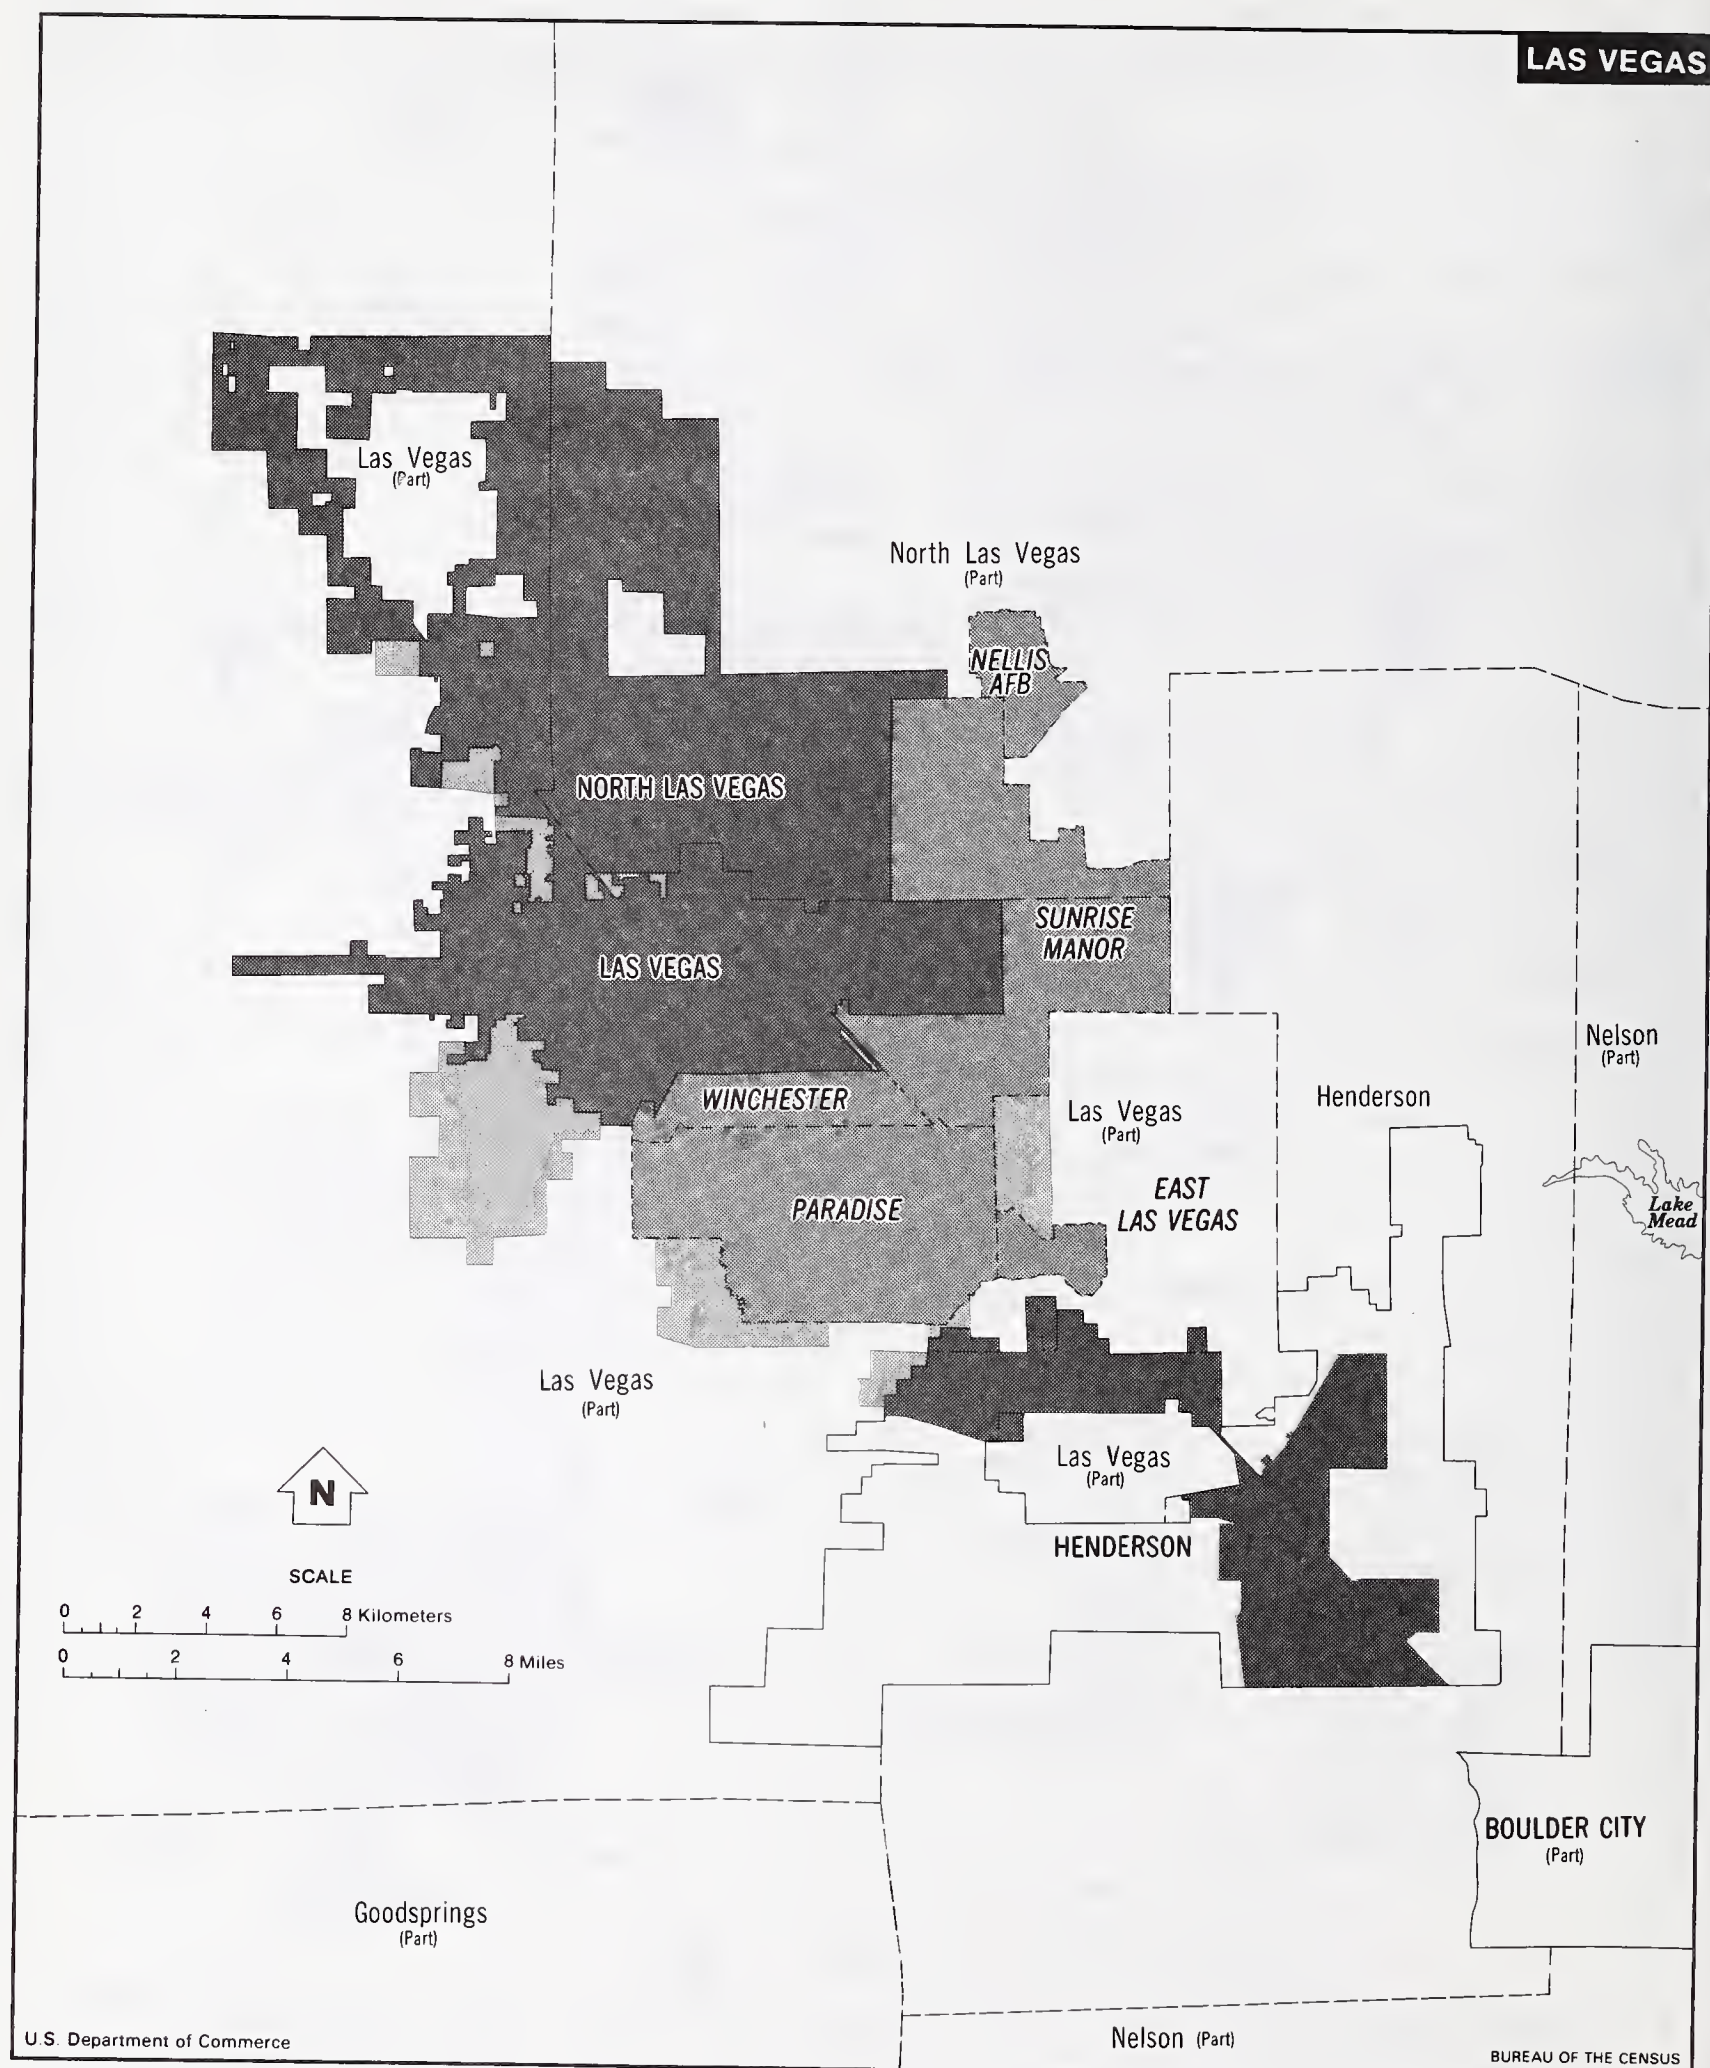 LAS VEGAS
Las Vegas
(Part)
North Las Vegas
(Part)
NELLIS
AFB
NORTH LAS VEGAS
SUNRISE
MANOR
LAS VEGAS
Nelson
(Part)
WINCHESTER
Las Vegas
(Part)
Henderson
EAST
LAS VEGAS
PARADISE
Lake
Mead
Las Vegas
(Part)
Las Vegas
(Part)
N
HENDERSON
SCALE
0 2 4 6 8 Kilometers
0 2 4 6 8 Miles
BOULDER CITY
(Part)
Goodsprings
(Part)
U.S. Department of Commerce
Nelson (Part)
BUREAU OF THE CENSUS